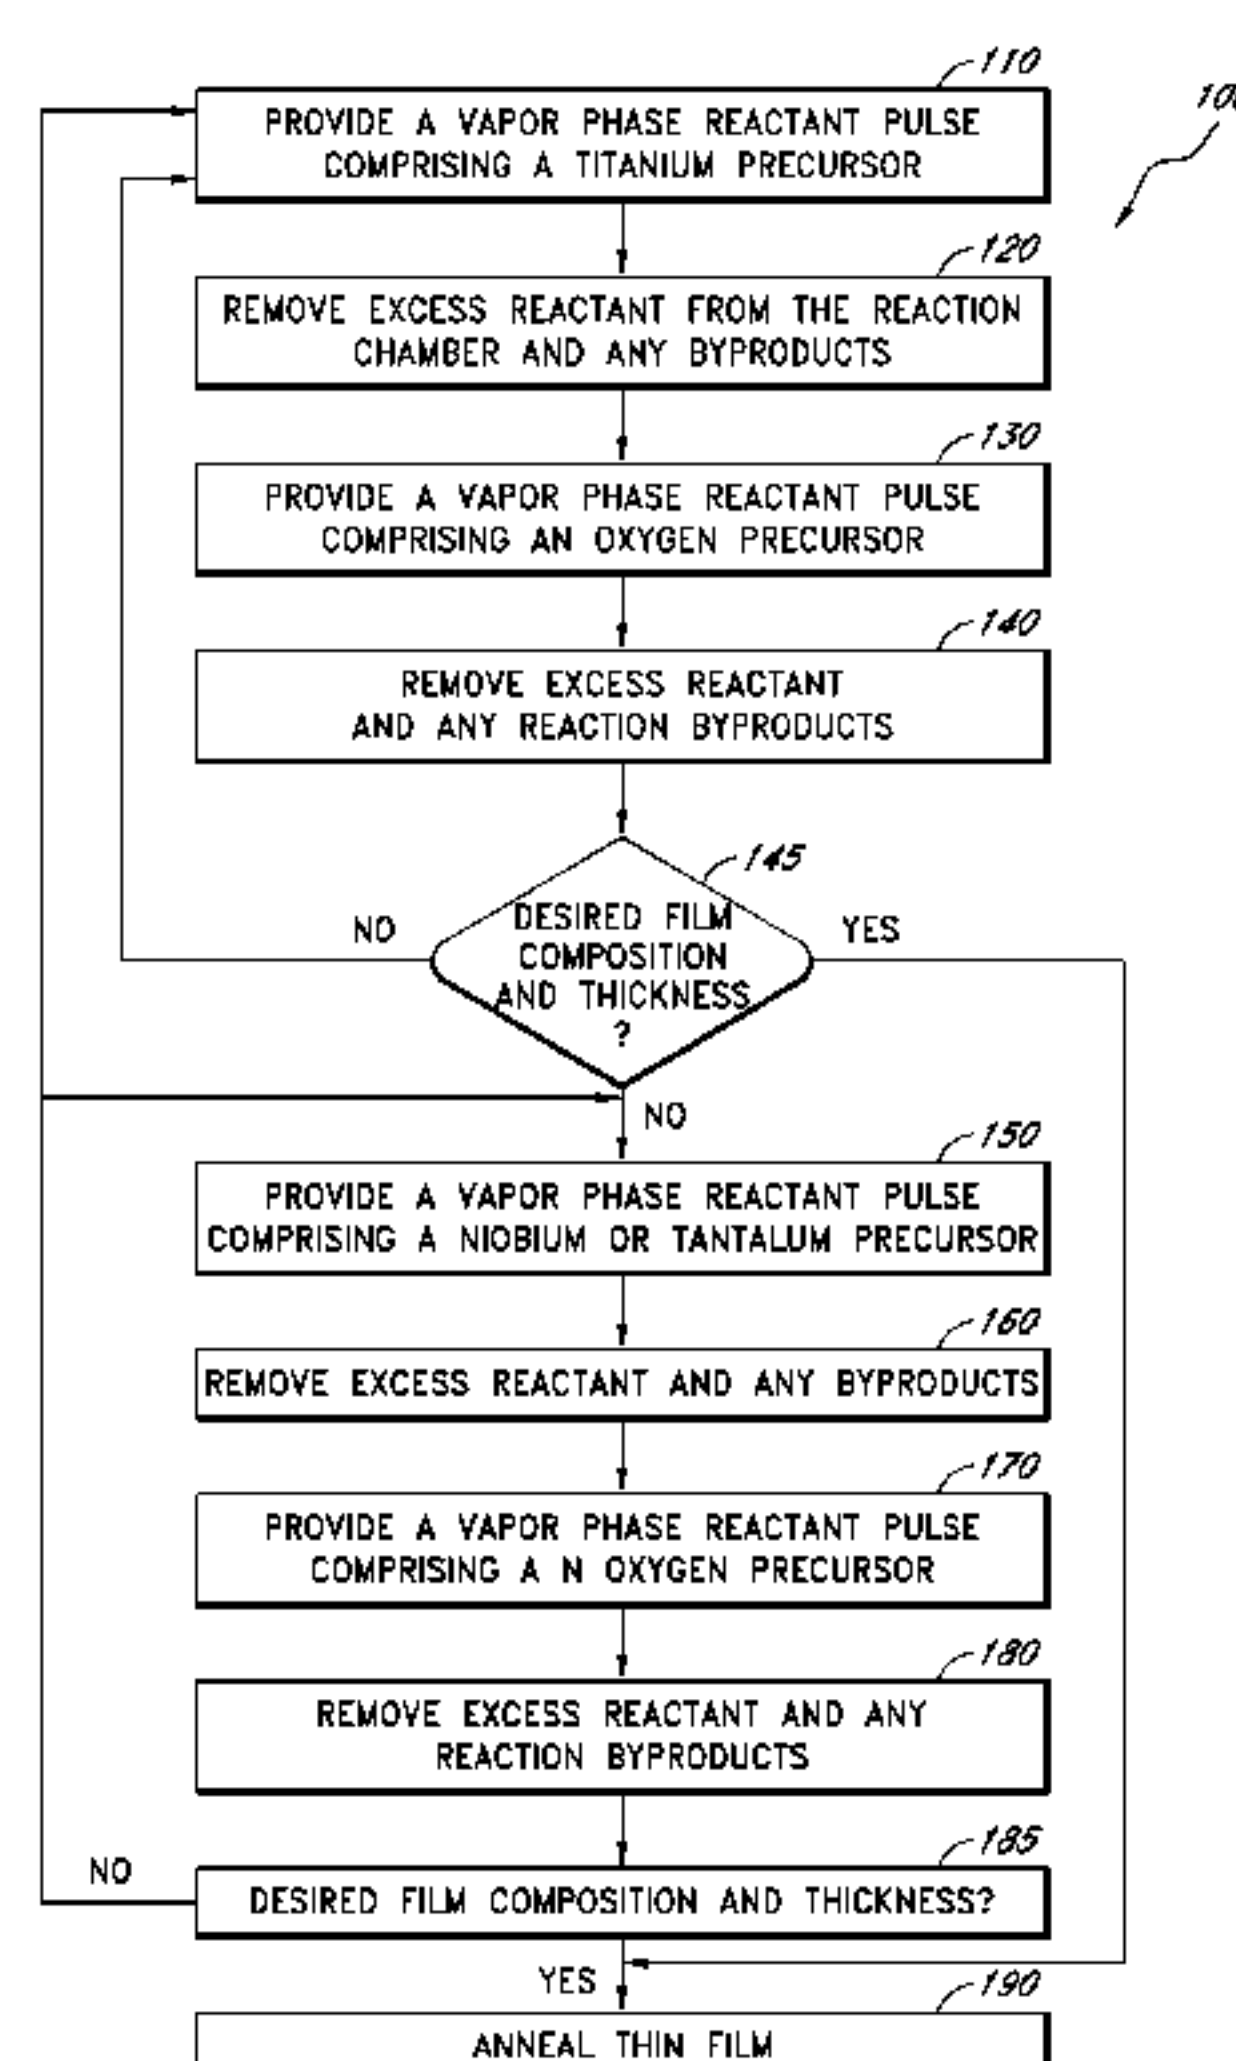 110
10
PROVIDE A VAPOR PHASE REACTANT PULSE
COMPRISING A TITANIUM PRECURSOR
120
REMOVE EXCESS REACTANT FROM THE REACTION
CHAMBER AND ANY BYPRODUCTS
130
PROVIDE A VAPOR PHASE REACTANT PULSE
COMPRISING AN OXYGEN PRECURSOR
140
REMOVE EXCESS REACTANT
AND ANY REACTION BYPRODUCTS
145
NO
DESIRED FILM
YES
COMPOSITION
AND THICKNESS
?
NO
150
PROVIDE A VAPOR PHASE REACTANT PULSE
COMPRISING A NIOBIUM OR TANTALUM PRECURSOR
160
REMOVE EXCESS REACTANT AND ANY BYPRODUCTS
170
PROVIDE A VAPOR PHASE REACTANT PULSE
COMPRISING A N OXYGEN PRECURSOR
180
REMOVE EXCESS REACTANT AND ANY
REACTION BYPRODUCTS
185
NO
DESIRED FILM COMPOSITION AND THICKNESS?
YES
190
ANNEAL THIN FILM